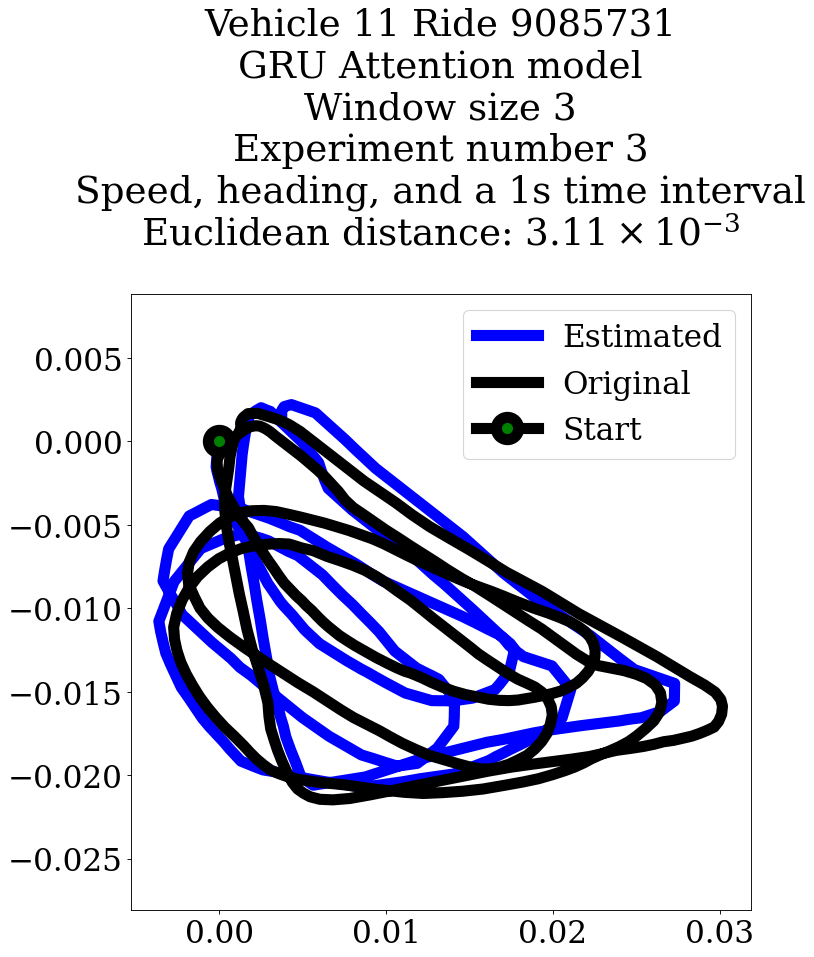 Vehicle 11 Ride 9085731
GRU Attention model
Window size 3
Experiment number 3
Speed, heading, and a 1s time interval
Euclidean distance: 3.11 × 10⁻³
Estimated
Original
Start
0.005
0.000
−0.005
−0.010
−0.015
−0.020
−0.025
0.00 0.01 0.02 0.03